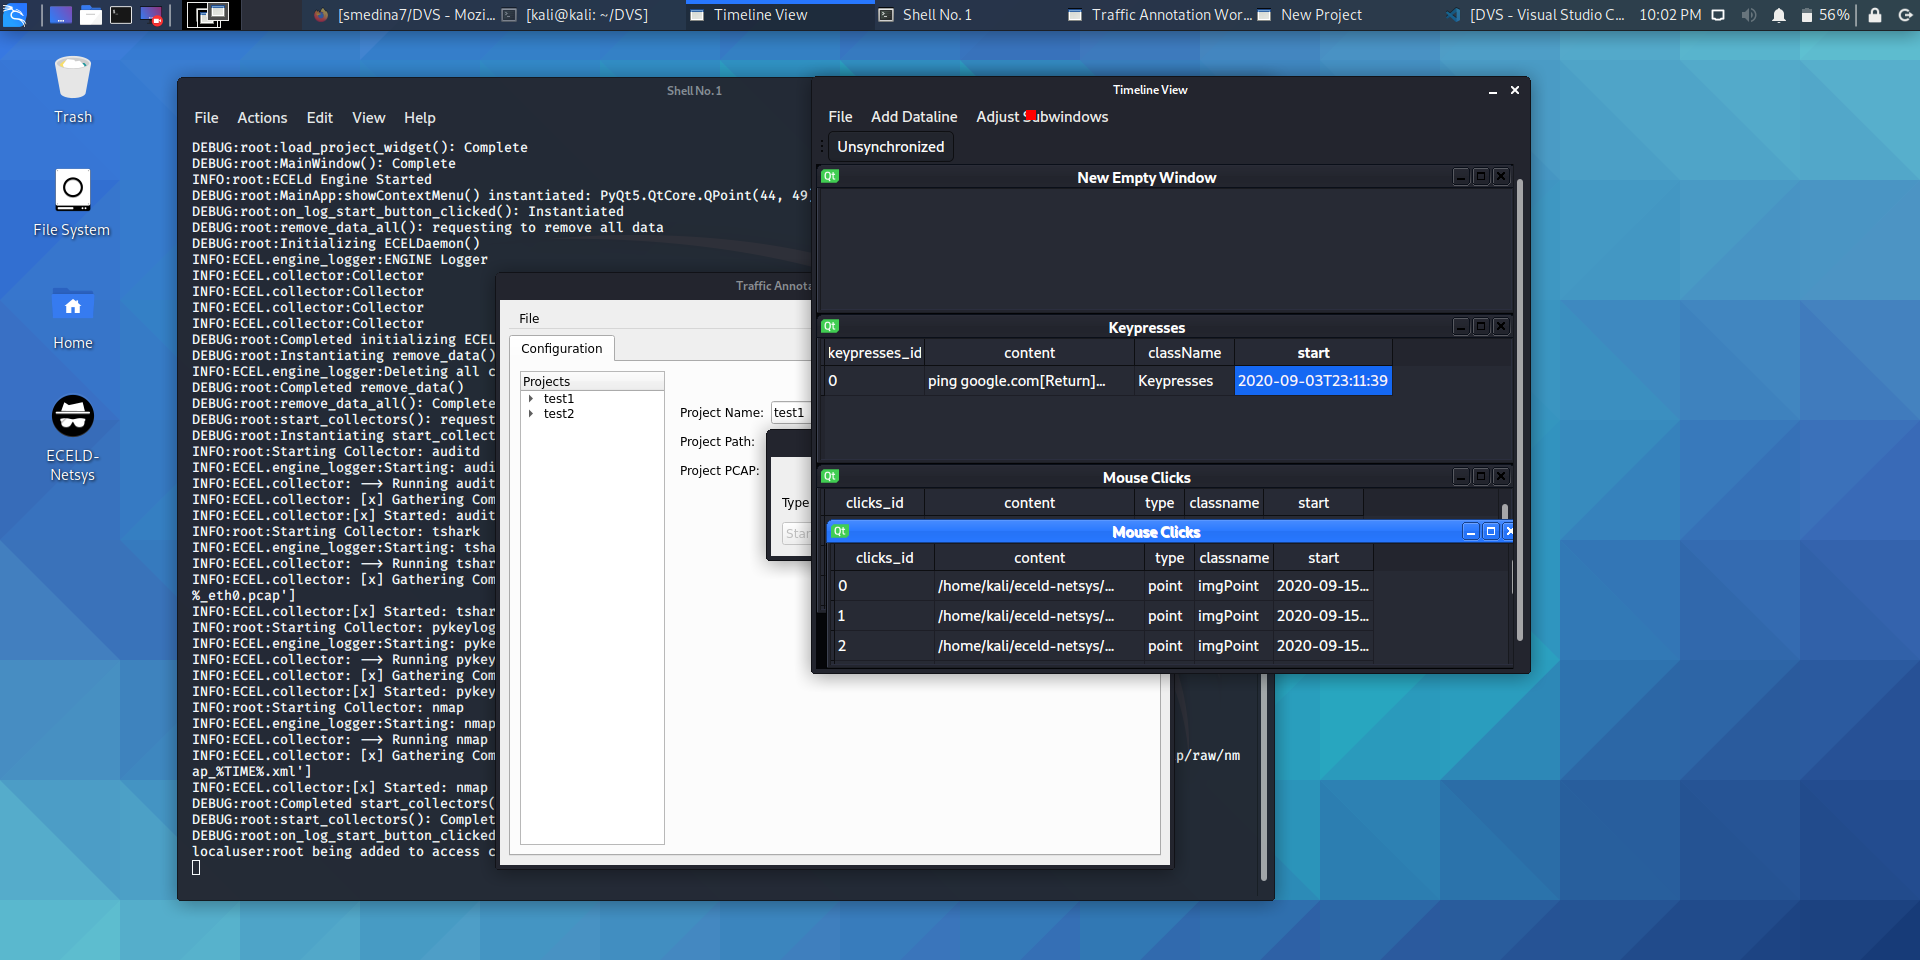 [smedina7/DVS - Mozi...
[kali@kali: ~/DVS]
Timeline View
Shell No. 1
Traffic Annotation Wor...
New Project
[DVS - Visual Studio C...
10:02 PM
56%
Trash
File System
Home
ECELD-
Netsys
Shell No. 1
File Actions Edit View Help
DEBUG:root:load_project_widget(): Complete
DEBUG:root:MainWindow(): Complete
INFO:root:ECELd Engine Started
DEBUG:root:MainApp:showContextMenu() instantiated: PyQt5.QtCore.QPoint(44, 49
DEBUG:root:on_log_start_button_clicked(): Instantiated
DEBUG:root:remove_data_all(): requesting to remove all data
DEBUG:root:Initializing ECELDaemon()
INFO:ECEL.engine_logger:ENGINE Logger
INFO:ECEL.collector:Collector
INFO:ECEL.collector:Collector
INFO:ECEL.collector:Collector
INFO:ECEL.collector:Collector
DEBUG:root:Completed initializing ECEL
DEBUG:root:Instantiating remove_data()
INFO:ECEL.engine_logger:Deleting all c
DEBUG:root:Completed remove_data()
DEBUG:root:remove_data_all(): Complete
DEBUG:root:start_collectors(): request
DEBUG:root:Instantiating start_collect
INFO:root:Starting Collector: auditd
INFO:ECEL.engine_logger:Starting: audi
INFO:ECEL.collector: --> Running audit
INFO:ECEL.collector: [x] Gathering Com
INFO:ECEL.collector:[x] Started: audit
INFO:root:Starting Collector: tshark
INFO:ECEL.engine_logger:Starting: tsha
INFO:ECEL.collector: --> Running tshar
INFO:ECEL.collector: [x] Gathering Com
%_eth0.pcap']
INFO:ECEL.collector:[x] Started: tshar
INFO:root:Starting Collector: pykeylog
INFO:ECEL.engine_logger:Starting: pyke
INFO:ECEL.collector: --> Running pykey
INFO:ECEL.collector: [x] Gathering Com
INFO:ECEL.collector:[x] Started: pykey
INFO:root:Starting Collector: nmap
INFO:ECEL.engine_logger:Starting: nmap
INFO:ECEL.collector: --> Running nmap
INFO:ECEL.collector: [x] Gathering Com
p/raw/nm
ap_%TIME%.xml']
INFO:ECEL.collector:[x] Started: nmap
DEBUG:root:Completed start_collectors(
DEBUG:root:start_collectors(): Complet
DEBUG:root:on_log_start_button_clicked
localuser:root being added to access c
Traffic Annota
File
Configuration
Projects
test1
test2
Project Name: test1
Project Path:
Project PCAP:
Type
Star
Timeline View
File Add Dataline Adjust Subwindows
Unsynchronized
Qt New Empty Window
Qt Keypresses
keypresses_id content className start
0 ping google.com[Return]... Keypresses 2020-09-03T23:11:39
Qt Mouse Clicks
clicks_id content type classname start
Qt Mouse Clicks
clicks_id content type classname start
0 /home/kali/eceld-netsys/... point imgPoint 2020-09-15...
1 /home/kali/eceld-netsys/... point imgPoint 2020-09-15...
2 /home/kali/eceld-netsys/... point imgPoint 2020-09-15...